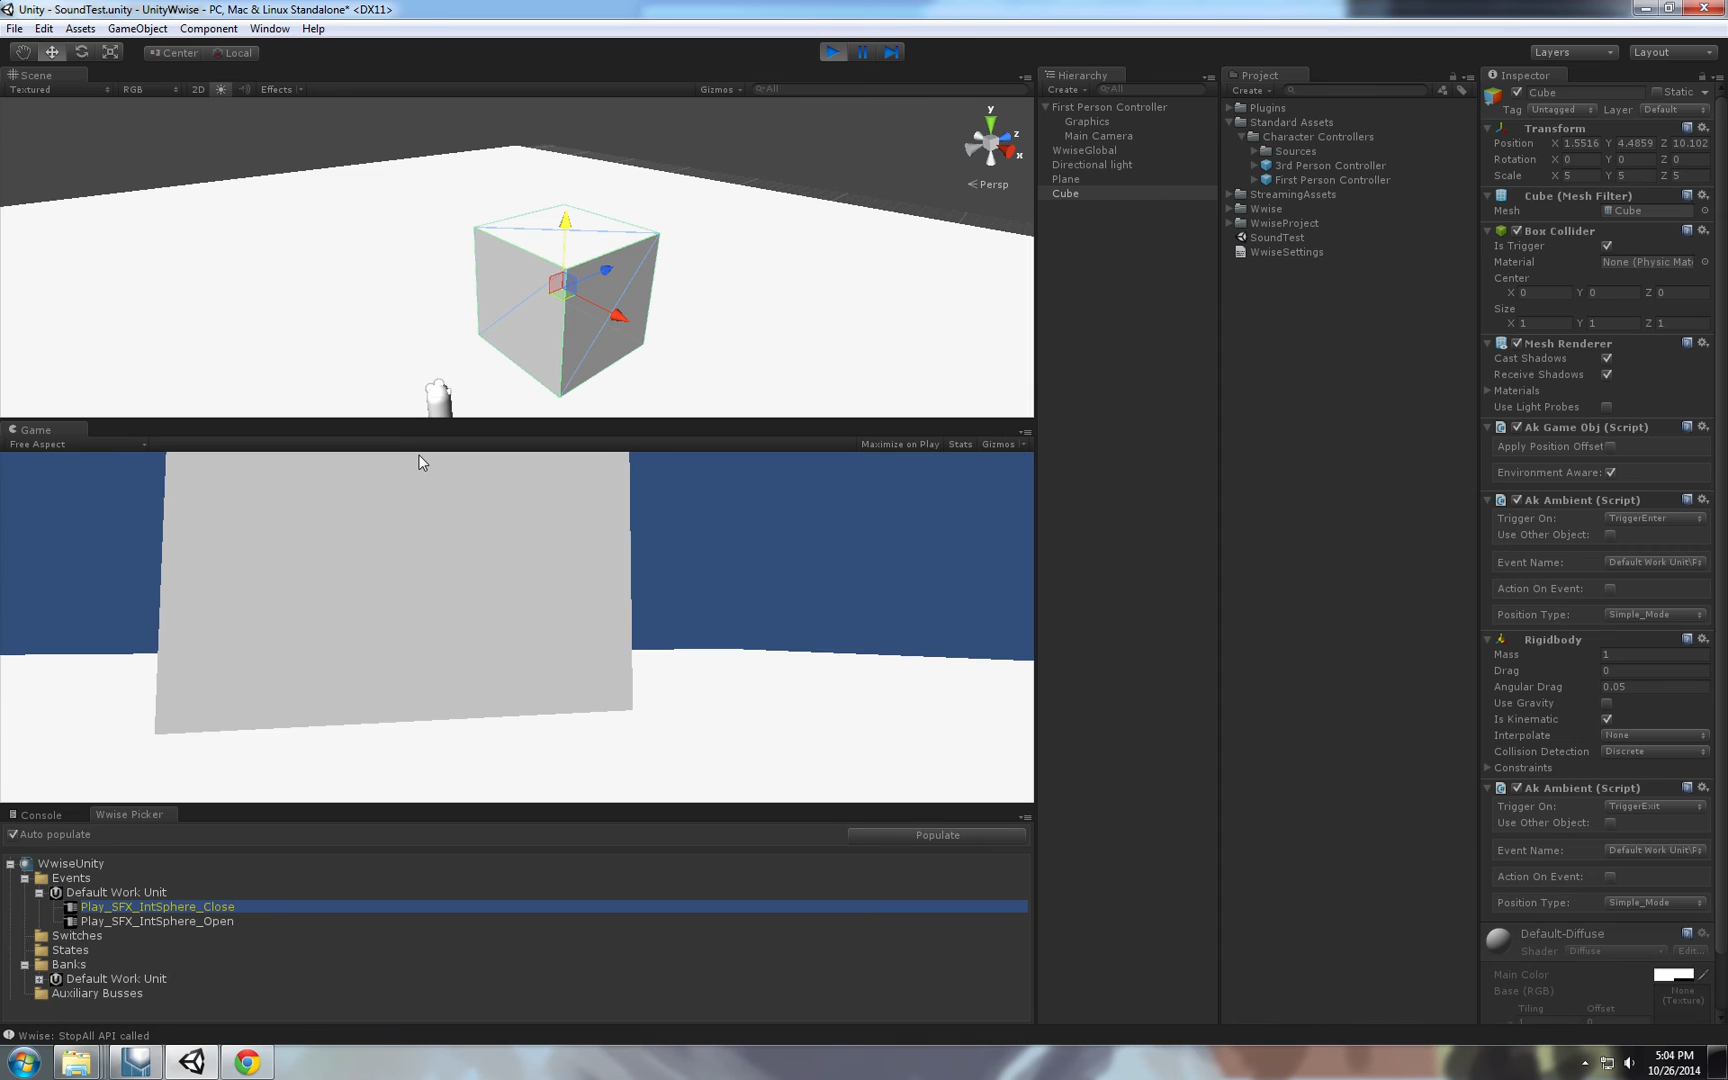 Unity - SoundTest.unity - UnityWwise - PC, Mac & Linux Standalone* <DX11>
File Edit Assets GameObject Component Window Help
Center Local
Layers Layout
Scene
Textured RGB 2D Effects Gizmos All
y
z
x
Persp
Game
Free Aspect Maximize on Play Stats Gizmos
Console Wwise Picker
Auto populate Populate
WwiseUnity
Events
Default Work Unit
Play_SFX_IntSphere_Close
Play_SFX_IntSphere_Open
Switches
States
Banks
Default Work Unit
Auxiliary Busses
Wwise: StopAll API called
Hierarchy
Create All
First Person Controller
Graphics
Main Camera
WwiseGlobal
Directional light
Plane
Cube
Project
Create
Plugins
Standard Assets
Character Controllers
Sources
3rd Person Controller
First Person Controller
StreamingAssets
Wwise
WwiseProject
SoundTest
WwiseSettings
Inspector
Cube Static
Tag Untagged Layer Default
Transform
Position X 1.5516 Y 4.4859 Z 10.102
Rotation X 0 Y 0 Z 0
Scale X 5 Y 5 Z 5
Cube (Mesh Filter)
Mesh Cube
Box Collider
Is Trigger
Material None (Physic Mat
Center
X 0 Y 0 Z 0
Size
X 1 Y 1 Z 1
Mesh Renderer
Cast Shadows
Receive Shadows
Materials
Use Light Probes
Ak Game Obj (Script)
Apply Position Offset
Environment Aware:
Ak Ambient (Script)
Trigger On: TriggerEnter
Use Other Object:
Event Name: Default Work Unit\P
Action On Event:
Position Type: Simple_Mode
Rigidbody
Mass 1
Drag 0
Angular Drag 0.05
Use Gravity
Is Kinematic
Interpolate None
Collision Detection Discrete
Constraints
Ak Ambient (Script)
Trigger On: TriggerExit
Use Other Object:
Event Name: Default Work Unit\P
Action On Event:
Position Type: Simple_Mode
Default-Diffuse
Shader Diffuse Edit...
Main Color
Base (RGB)
None
(Texture)
Tiling Offset
5:04 PM
10/26/2014